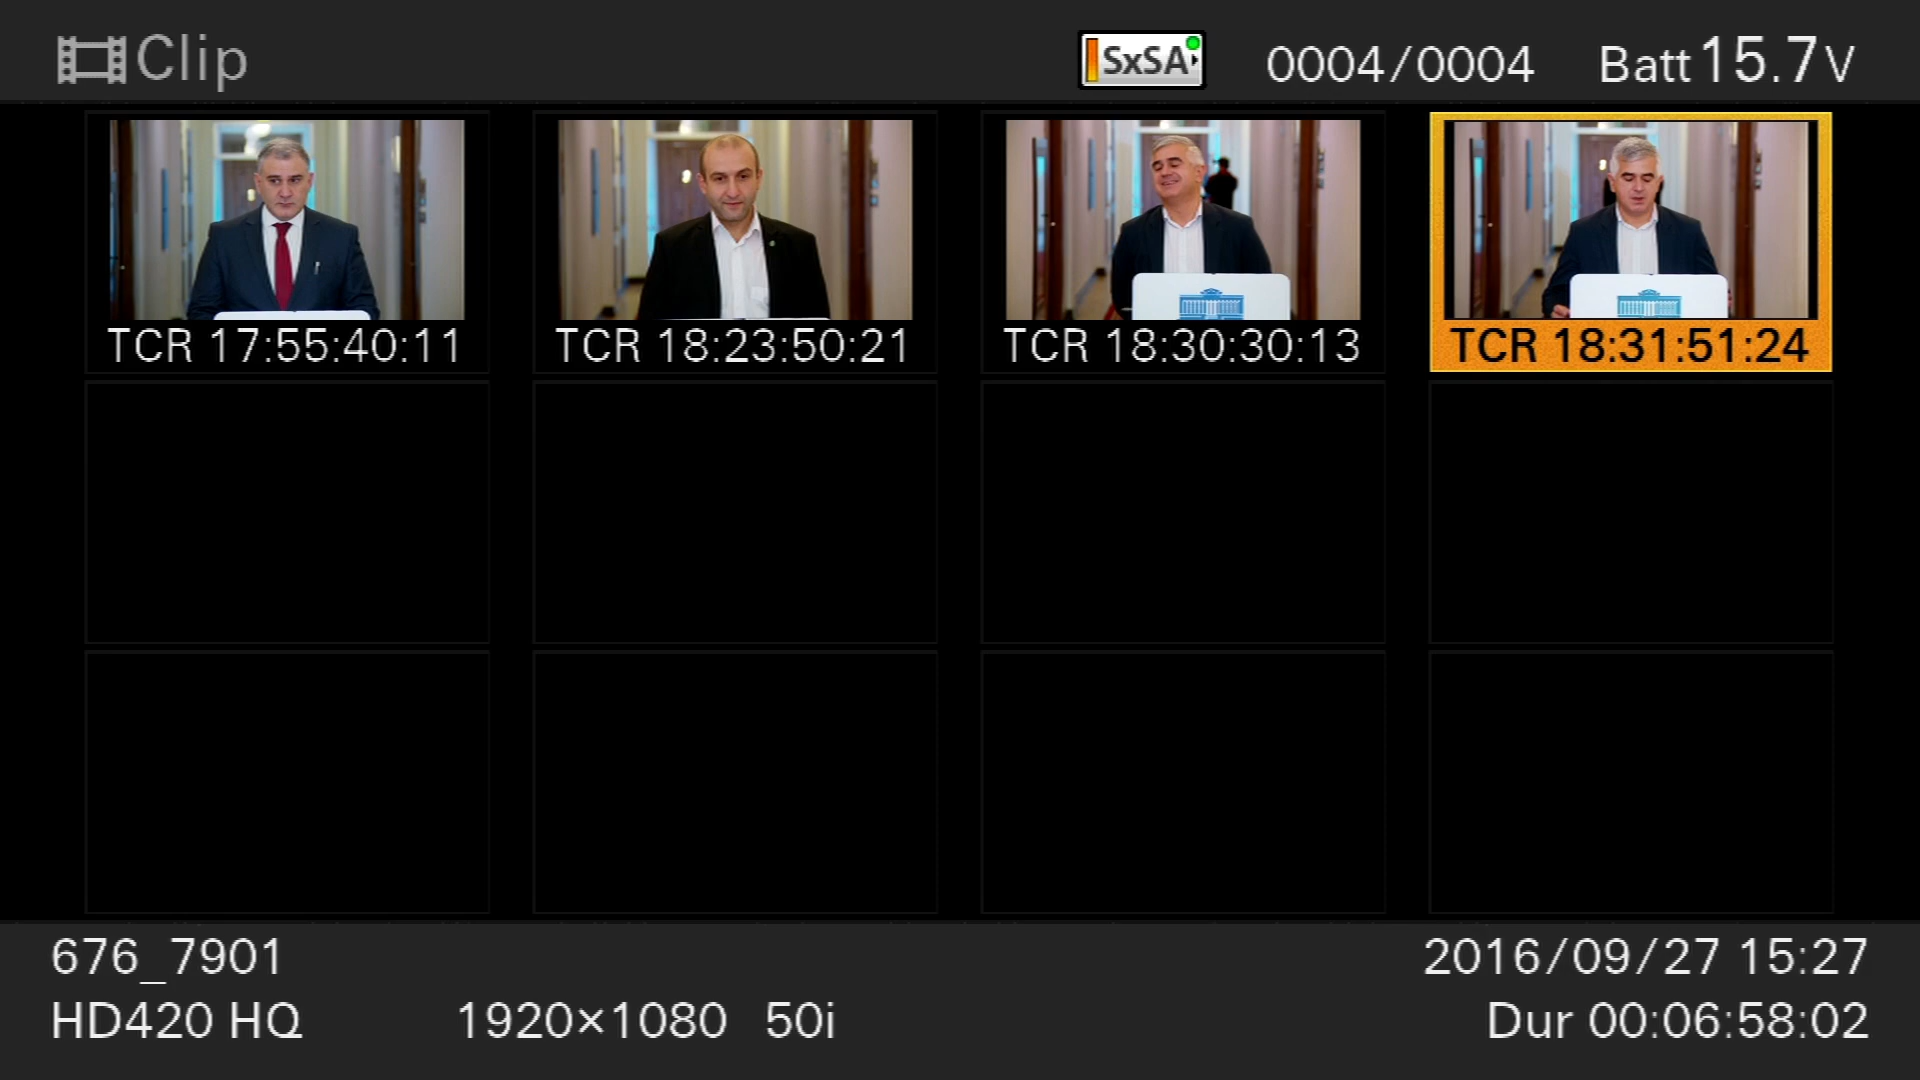 Clip
SxSA
0004/0004
Batt 15.7V
TCR 17:55:40:11
TCR 18:23:50:21
TCR 18:30:30:13
TCR 18:31:51:24
676_7901
2016/09/27 15:27
HD420 HQ
1920×1080 50i
Dur 00:06:58:02